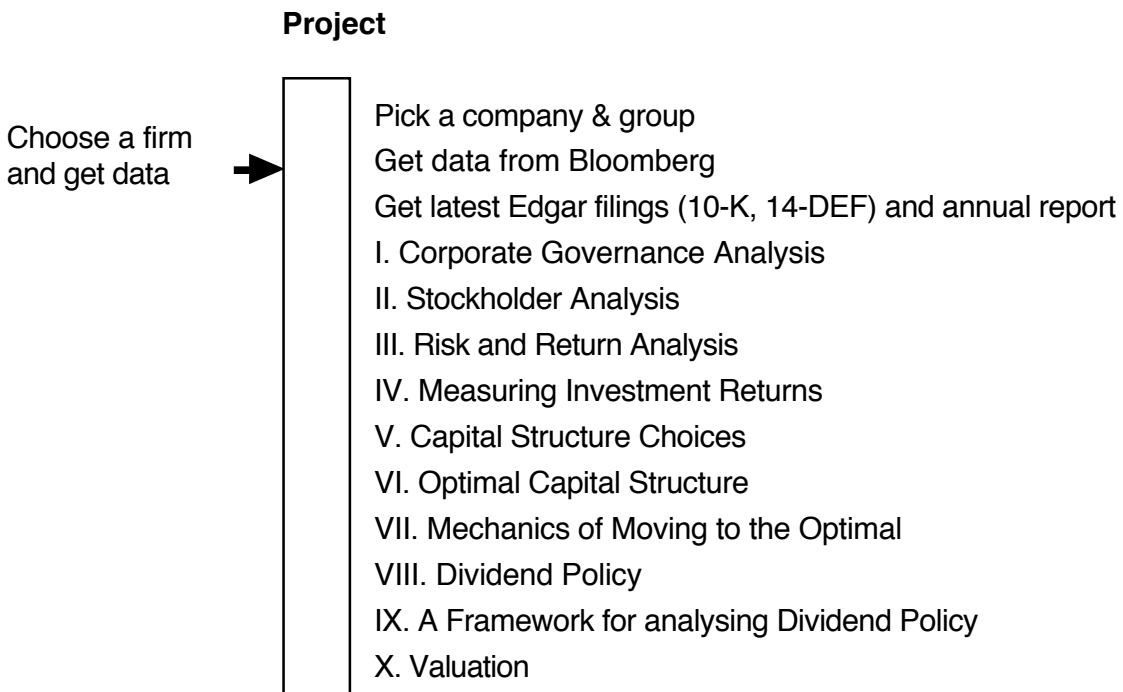 Project
Choose a firm
and get data
Pick a company & group
Get data from Bloomberg
Get latest Edgar filings (10-K, 14-DEF) and annual report
I. Corporate Governance Analysis
II. Stockholder Analysis
III. Risk and Return Analysis
IV. Measuring Investment Returns
V. Capital Structure Choices
VI. Optimal Capital Structure
VII. Mechanics of Moving to the Optimal
VIII. Dividend Policy
IX. A Framework for analysing Dividend Policy
X. Valuation